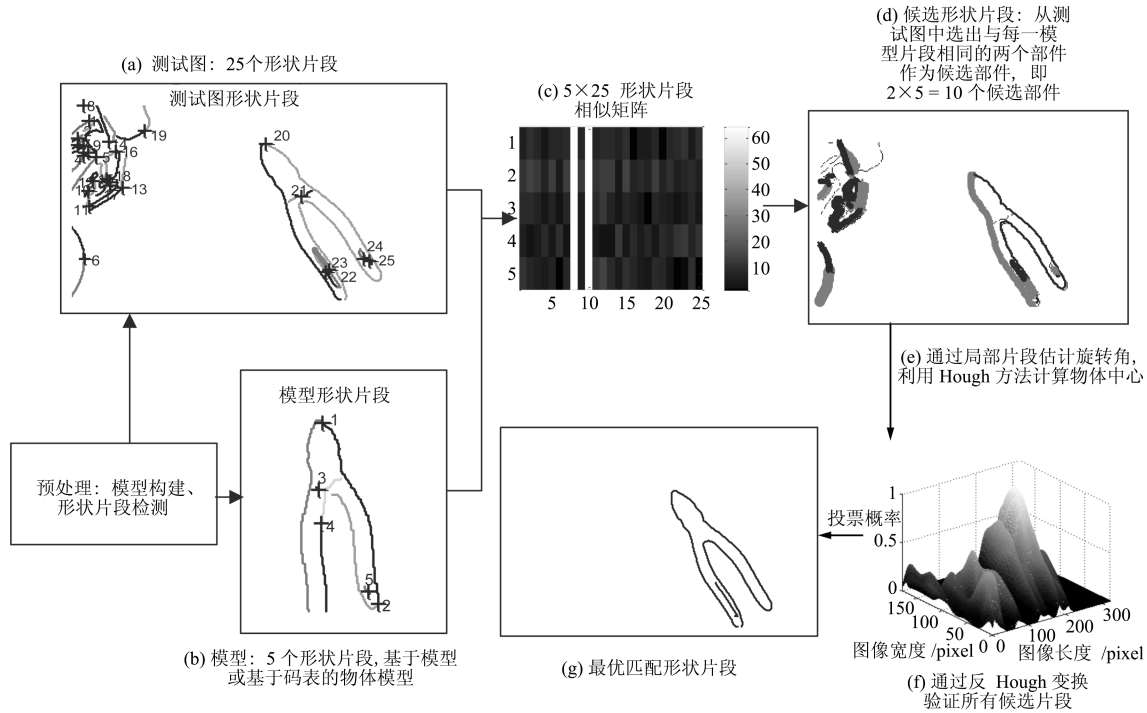 (a) 测试图: 25个形状片段
测试图形状片段
19
16
14
9
5
18
13
11
6
20
21
24
25
23
22
(c) 5×25 形状片段
相似矩阵
1
2
3
4
5
5 10 15 20 25
60
50
40
30
20
10
(d) 候选形状片段: 从测
试图中选出与每一模
型片段相同的两个部件
作为候选部件, 即
2×5 = 10 个候选部件
(e) 通过局部片段估计旋转角,
利用 Hough 方法计算物体中心
预处理: 模型构建、
形状片段检测
模型形状片段
1
3
4
5
2
(b) 模型: 5 个形状片段, 基于模型
或基于码表的物体模型
(g) 最优匹配形状片段
投票概率
1
0.5
0
150
100
50
0 0
100
200
300
图像宽度 /pixel
图像长度 /pixel
(f) 通过反 Hough 变换
验证所有候选片段